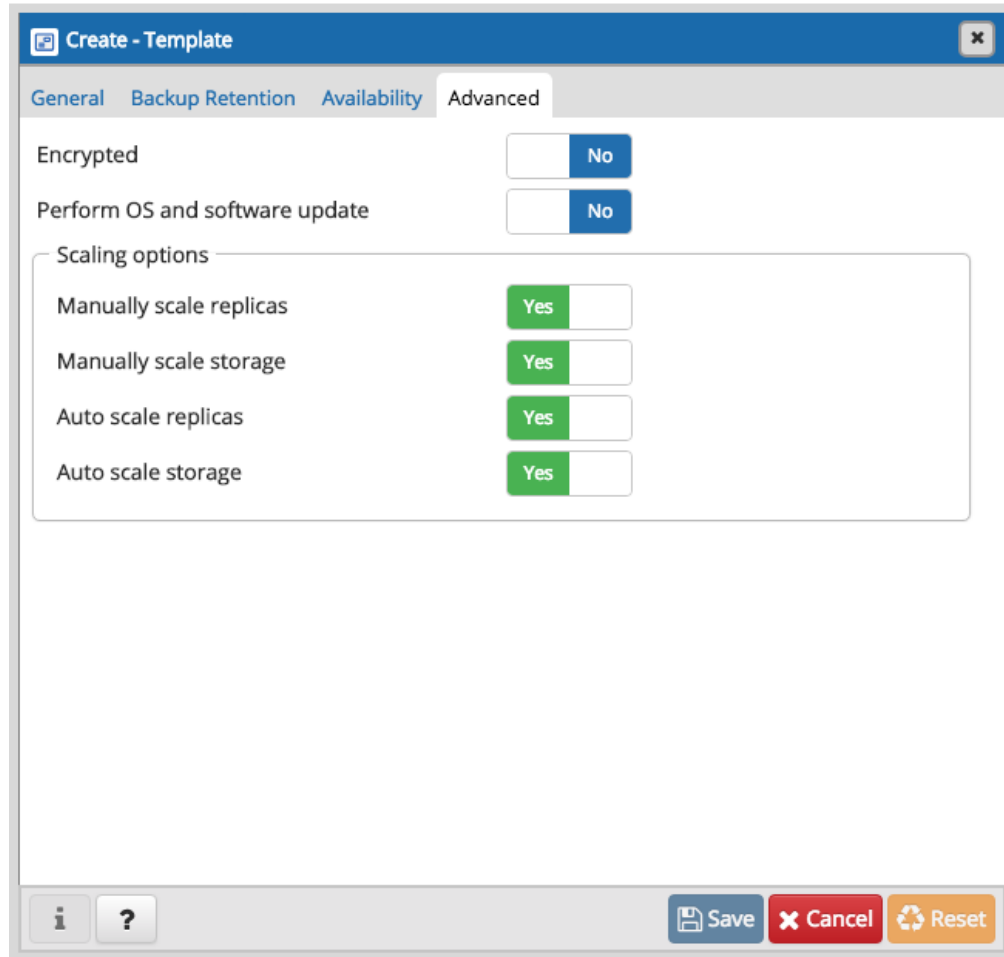 Create - Template
General Backup Retention Availability Advanced
Encrypted No
Perform OS and software update No
Scaling options
Manually scale replicas Yes
Manually scale storage Yes
Auto scale replicas Yes
Auto scale storage Yes
i ? Save Cancel Reset